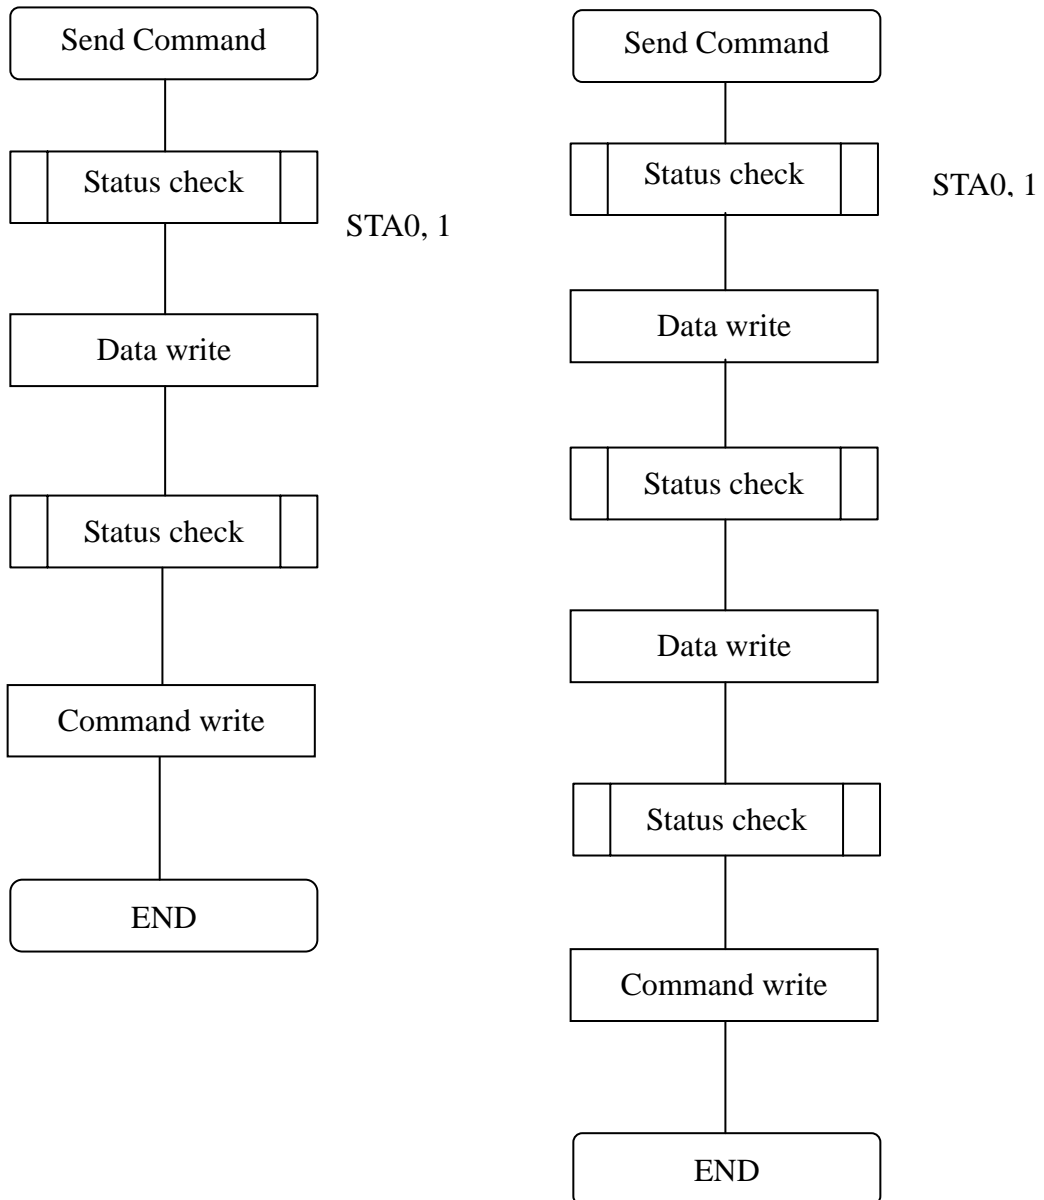 Send Command
Status check
STA0, 1
Data write
Status check
Command write
END
Send Command
Status check
STA0, 1
Data write
Status check
Data write
Status check
Command write
END